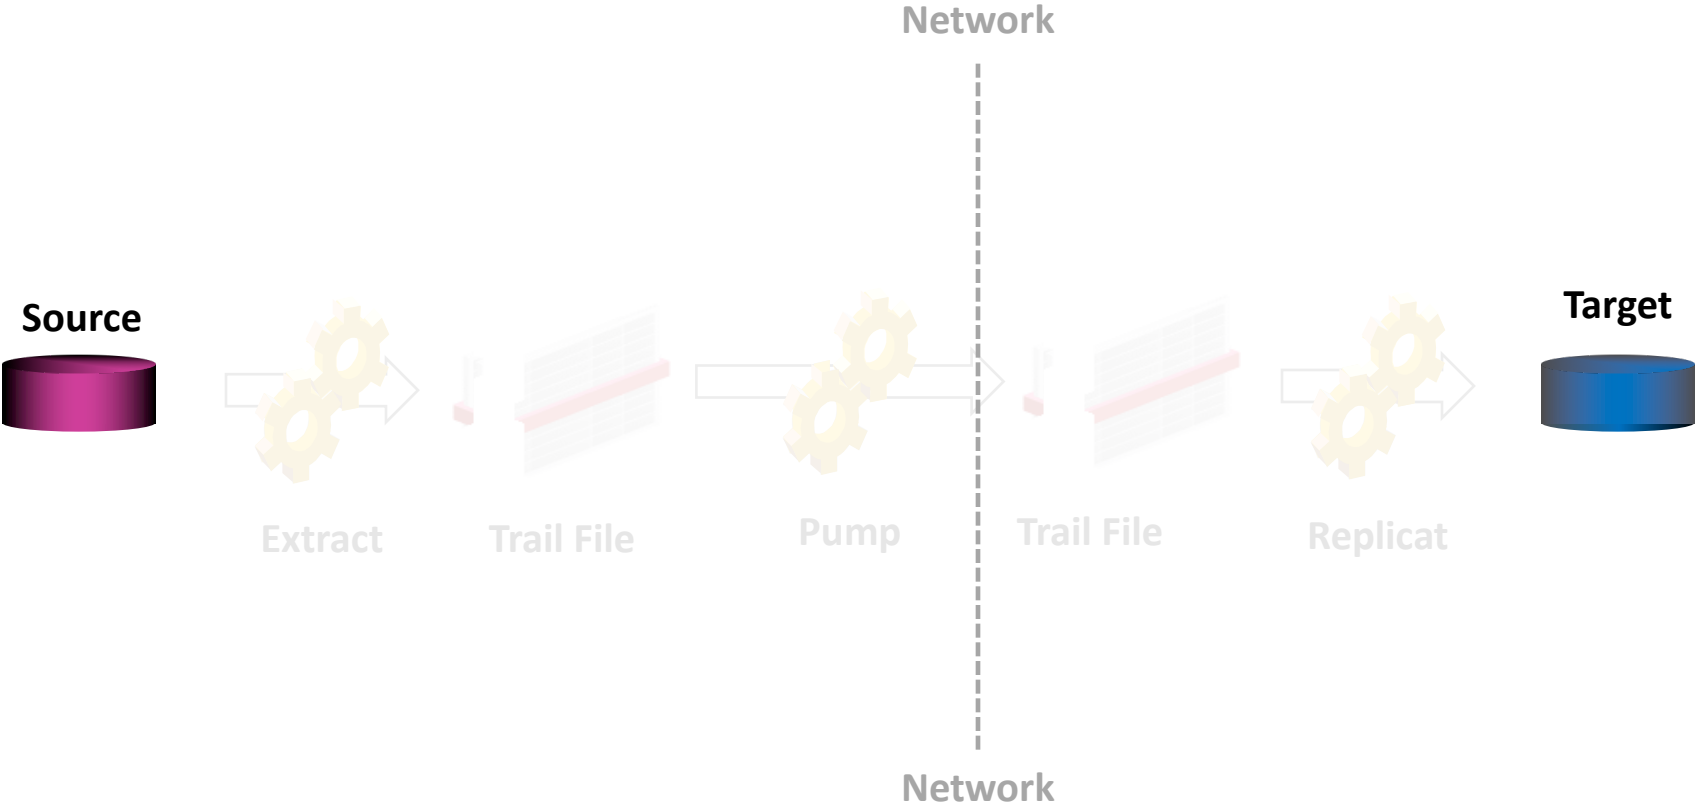 Network
Source
Target
Extract
Trail File
Pump
Trail File
Replicat
Network